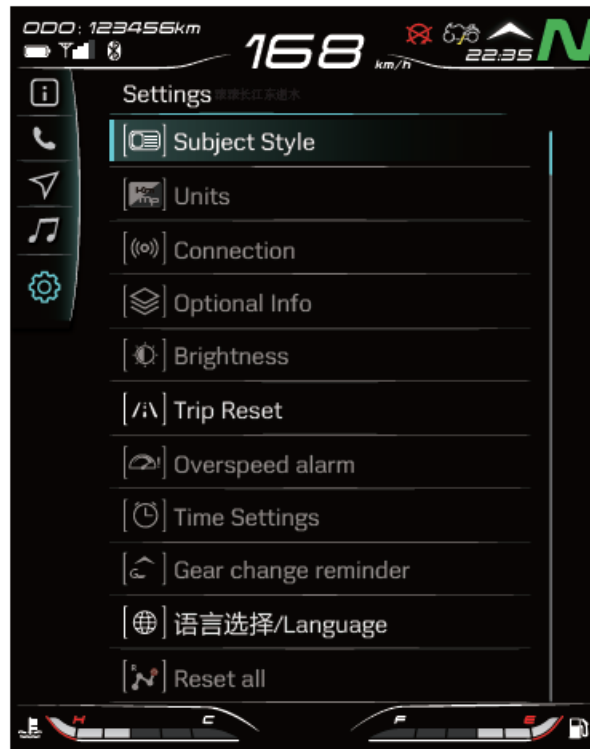 ODO: 123456km
168 km/h
22:35
N
Settings
Subject Style
Units
Connection
Optional Info
Brightness
Trip Reset
Overspeed alarm
Time Settings
Gear change reminder
语言选择/Language
Reset all
H C F E